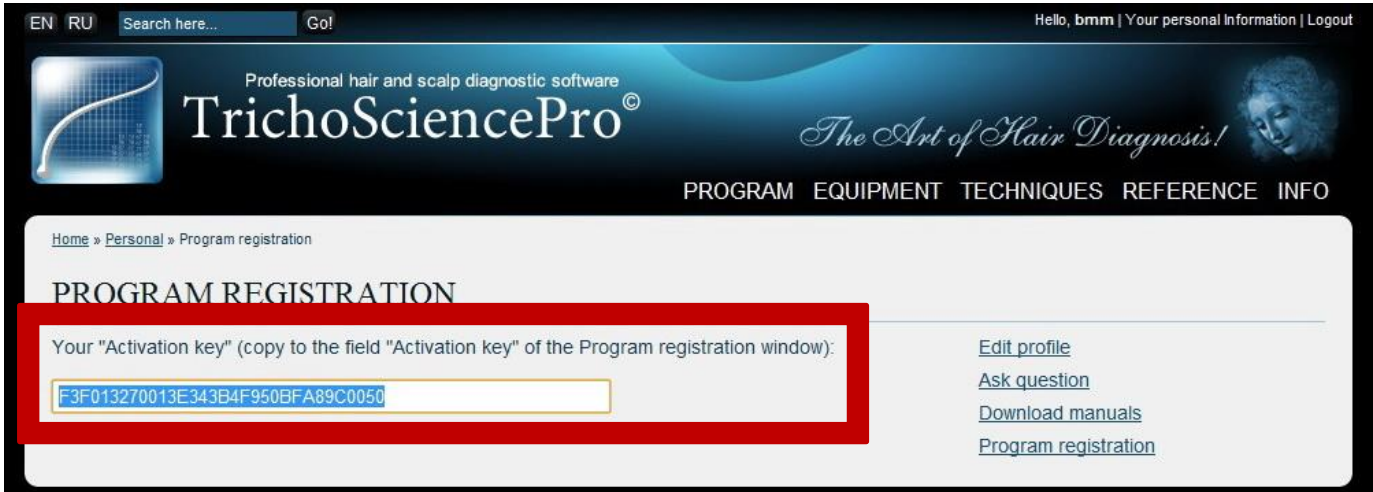 EN RU Search here... Go! Hello, bmm | Your personal Information | Logout
Professional hair and scalp diagnostic software
TrichoSciencePro©
The Art of Hair Diagnosis!
PROGRAM EQUIPMENT TECHNIQUES REFERENCE INFO
Home » Personal » Program registration
PROGRAM REGISTRATION
Your "Activation key" (copy to the field "Activation key" of the Program registration window):
F3F013270013E343B4F950BFA89C0050
Edit profile
Ask question
Download manuals
Program registration